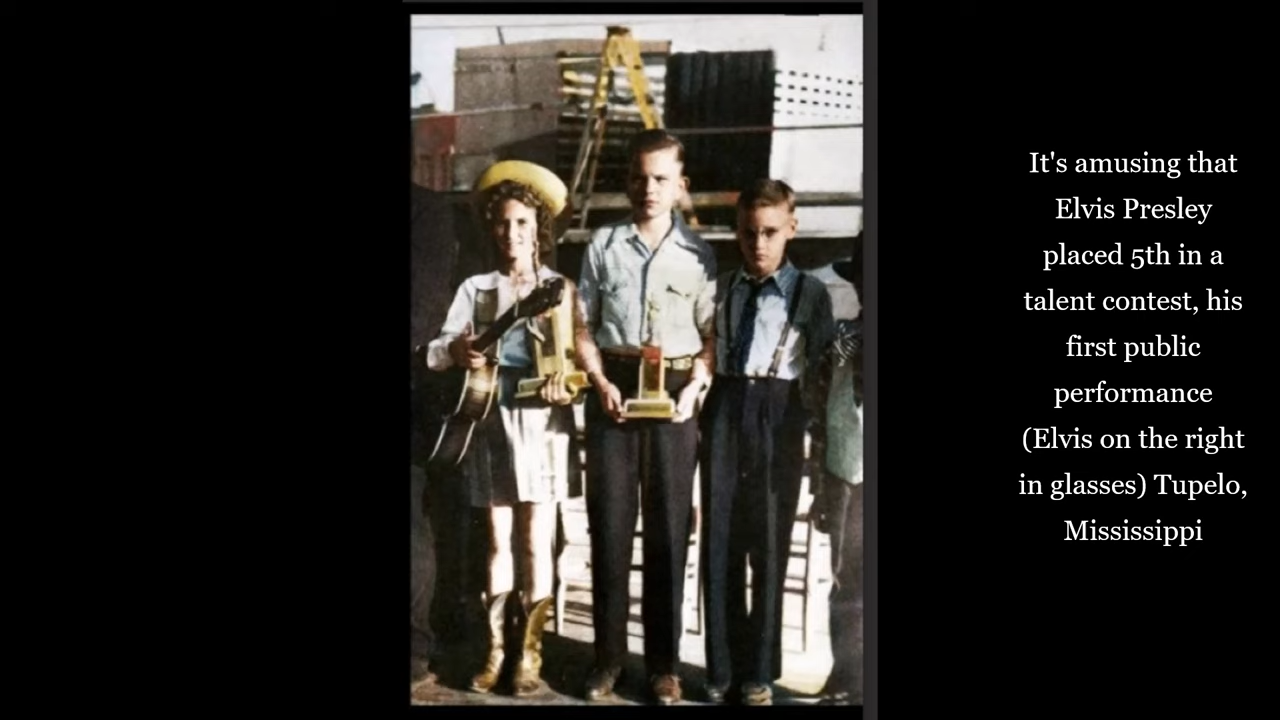 It's amusing that
Elvis Presley
placed 5th in a
talent contest, his
first public
performance
(Elvis on the right
in glasses) Tupelo,
Mississippi